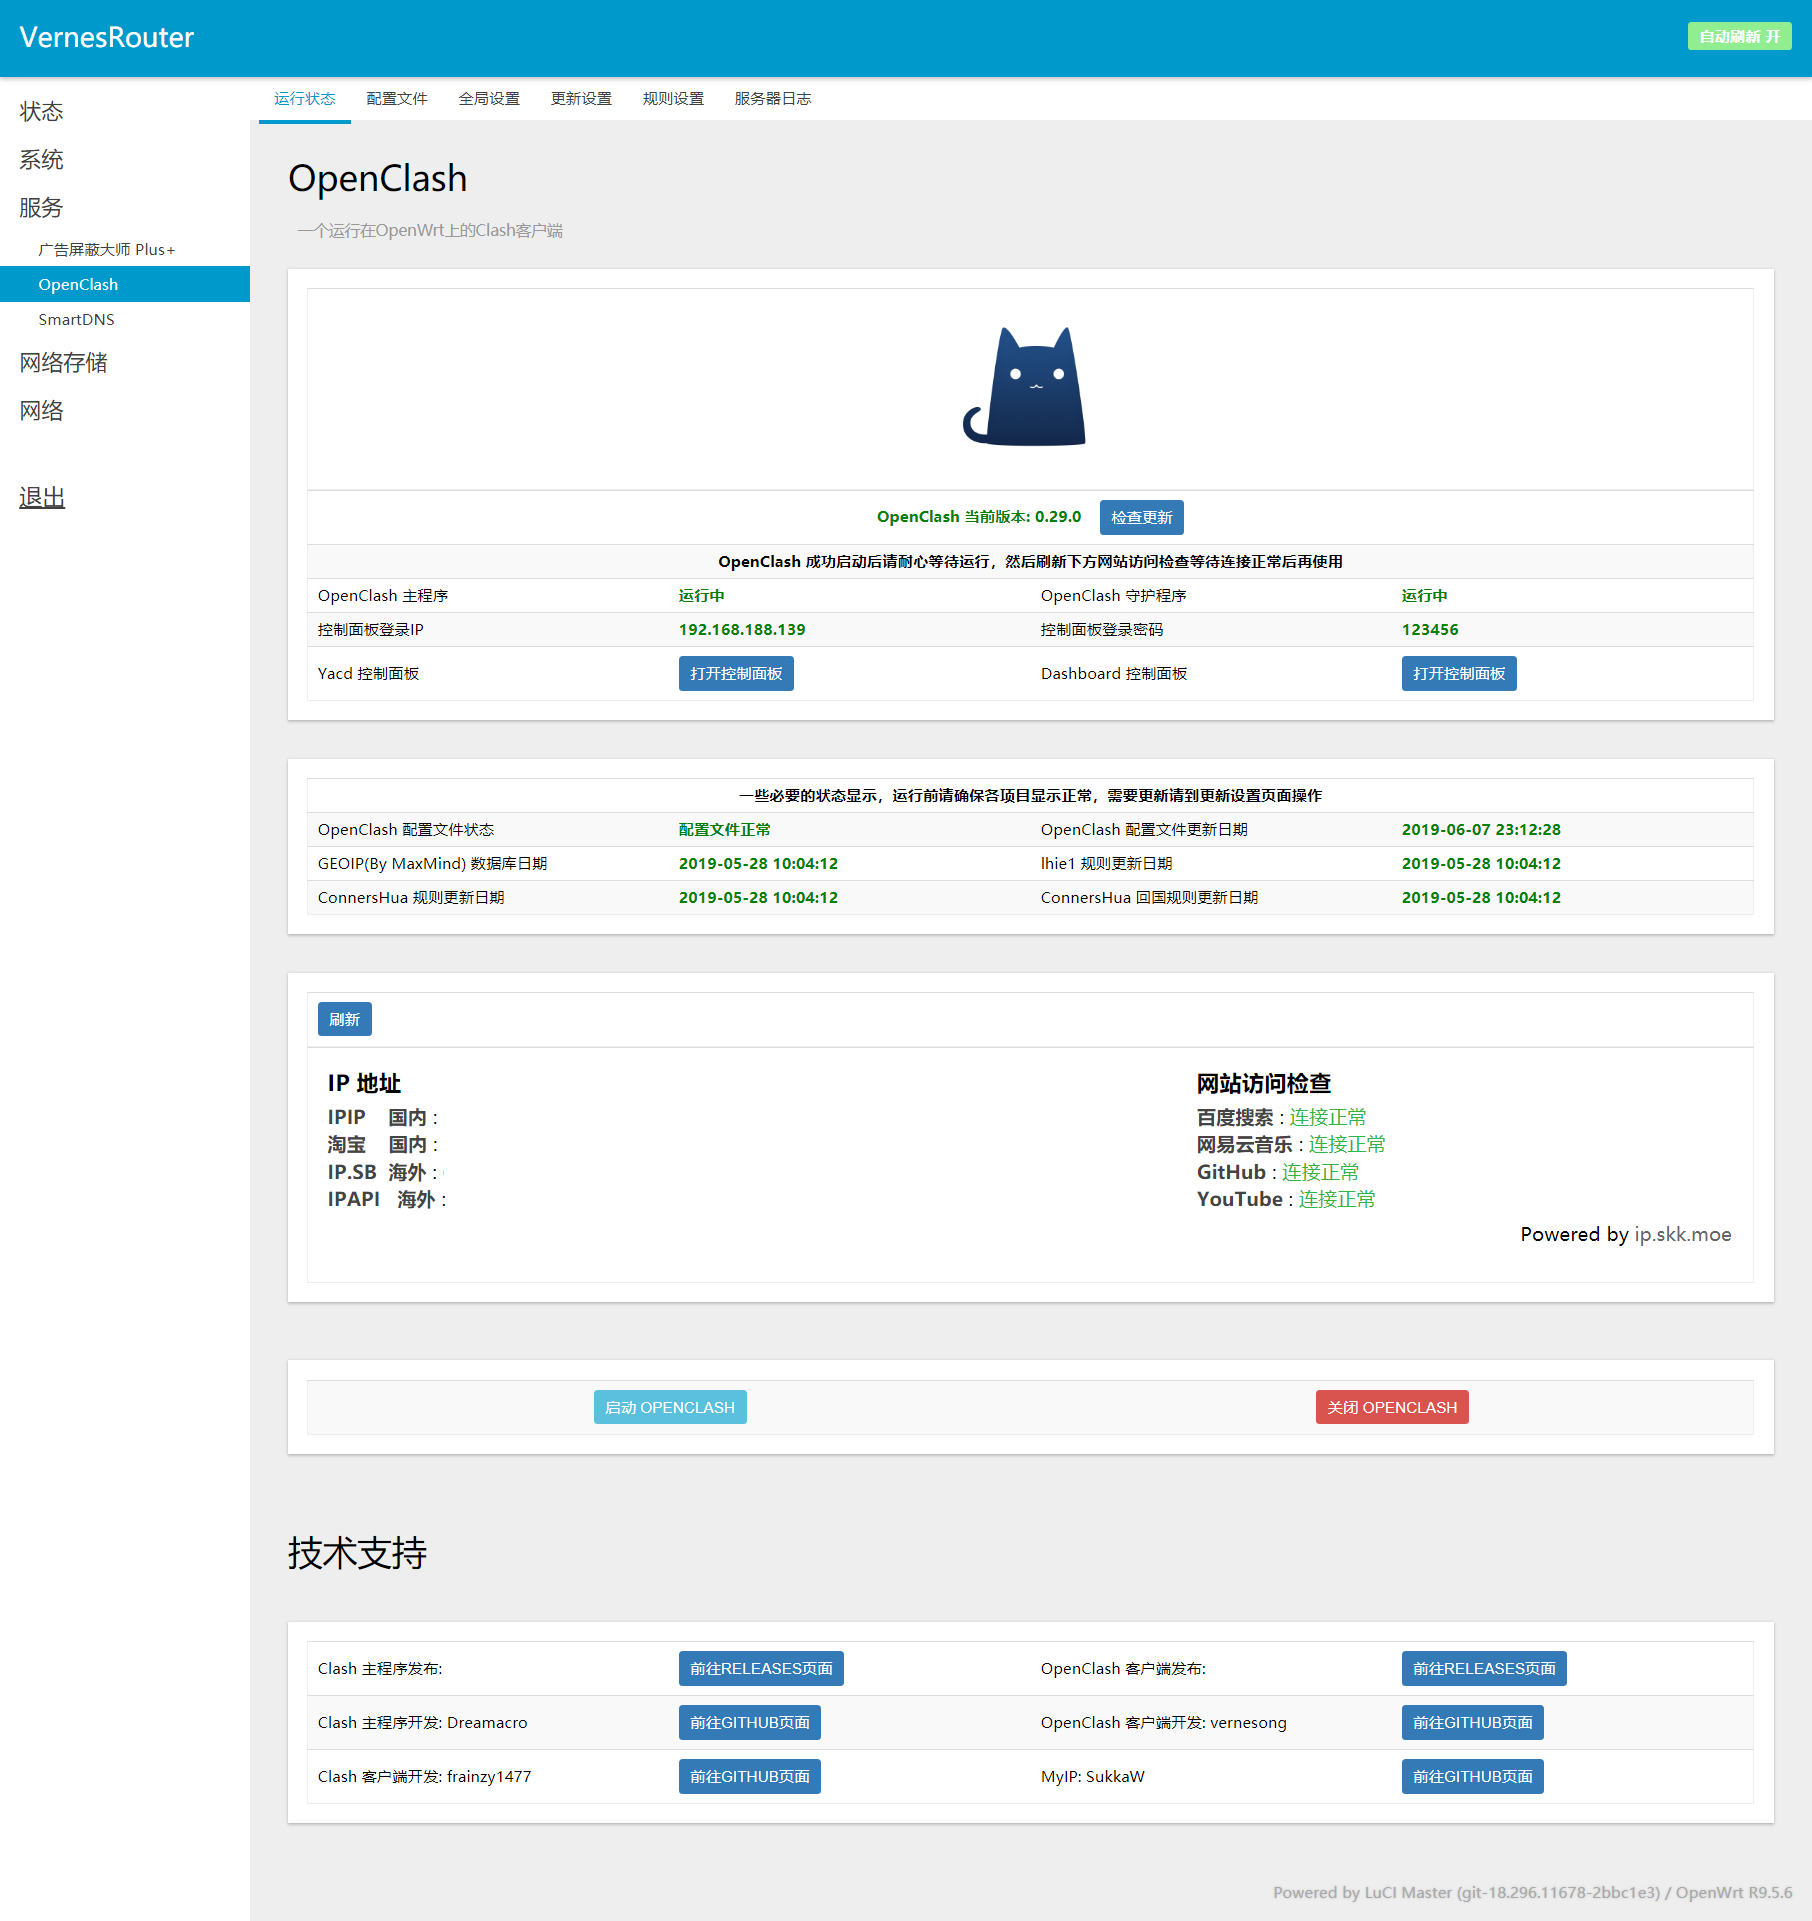 VernesRouter
自动刷新 开
状态
系统
服务
广告屏蔽大师 Plus+
OpenClash
SmartDNS
网络存储
网络
退出
运行状态 配置文件 全局设置 更新设置 规则设置 服务器日志
OpenClash
一个运行在OpenWrt上的Clash客户端
OpenClash 当前版本: 0.29.0 检查更新
OpenClash 成功启动后请耐心等待运行，然后刷新下方网站访问检查等待连接正常后再使用
OpenClash 主程序 运行中 OpenClash 守护程序 运行中
控制面板登录IP 192.168.188.139 控制面板登录密码 123456
Yacd 控制面板 打开控制面板 Dashboard 控制面板 打开控制面板
一些必要的状态显示，运行前请确保各项目显示正常，需要更新请到更新设置页面操作
OpenClash 配置文件状态 配置文件正常 OpenClash 配置文件更新日期 2019-06-07 23:12:28
GEOIP(By MaxMind) 数据库日期 2019-05-28 10:04:12 lhie1 规则更新日期 2019-05-28 10:04:12
ConnersHua 规则更新日期 2019-05-28 10:04:12 ConnersHua 回国规则更新日期 2019-05-28 10:04:12
刷新
IP 地址 网站访问检查
IPIP 国内 : 百度搜索 : 连接正常
淘宝 国内 : 网易云音乐 : 连接正常
IP.SB 海外 : GitHub : 连接正常
IPAPI 海外 : YouTube : 连接正常
Powered by ip.skk.moe
启动 OPENCLASH 关闭 OPENCLASH
技术支持
Clash 主程序发布: 前往RELEASES页面 OpenClash 客户端发布: 前往RELEASES页面
Clash 主程序开发: Dreamacro 前往GITHUB页面 OpenClash 客户端开发: vernesong 前往GITHUB页面
Clash 客户端开发: frainzy1477 前往GITHUB页面 MyIP: SukkaW 前往GITHUB页面
Powered by LuCI Master (git-18.296.11678-2bbc1e3) / OpenWrt R9.5.6